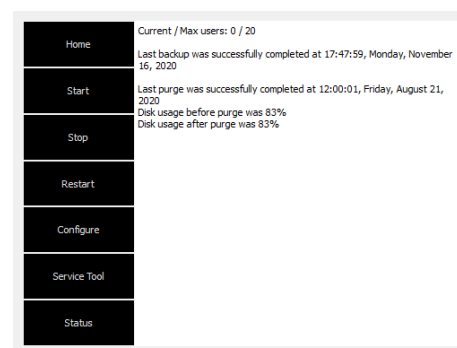 Home
Start
Stop
Restart
Configure
Service Tool
Status
Current / Max users: 0 / 20
Last backup was successfully completed at 17:47:59, Monday, November
16, 2020
Last purge was successfully completed at 12:00:01, Friday, August 21,
2020
Disk usage before purge was 83%
Disk usage after purge was 83%